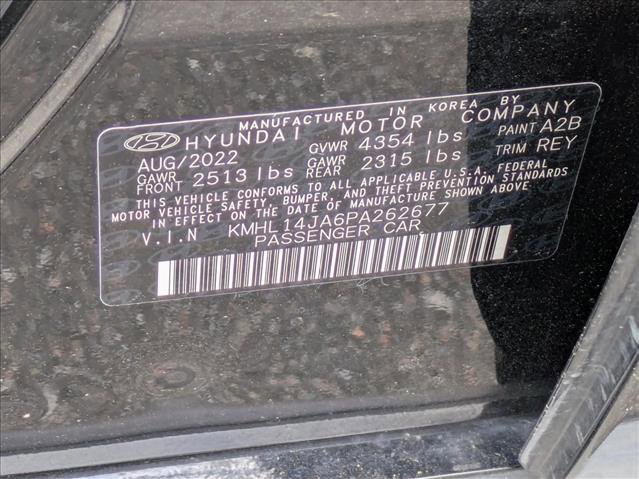 MANUFACTURED IN KOREA BY
HYUNDAI MOTOR COMPANY
AUG/2022 GVWR 4354 lbs PAINT A2B
GAWR FRONT 2513 lbs GAWR REAR 2315 lbs TRIM REY
THIS VEHICLE CONFORMS TO ALL APPLICABLE U.S.A. FEDERAL
MOTOR VEHICLE SAFETY, BUMPER, AND THEFT PREVENTION STANDARDS
IN EFFECT ON THE DATE OF MANUFACTURE SHOWN ABOVE
V.I.N KMHL14JA6PA262677
PASSENGER CAR